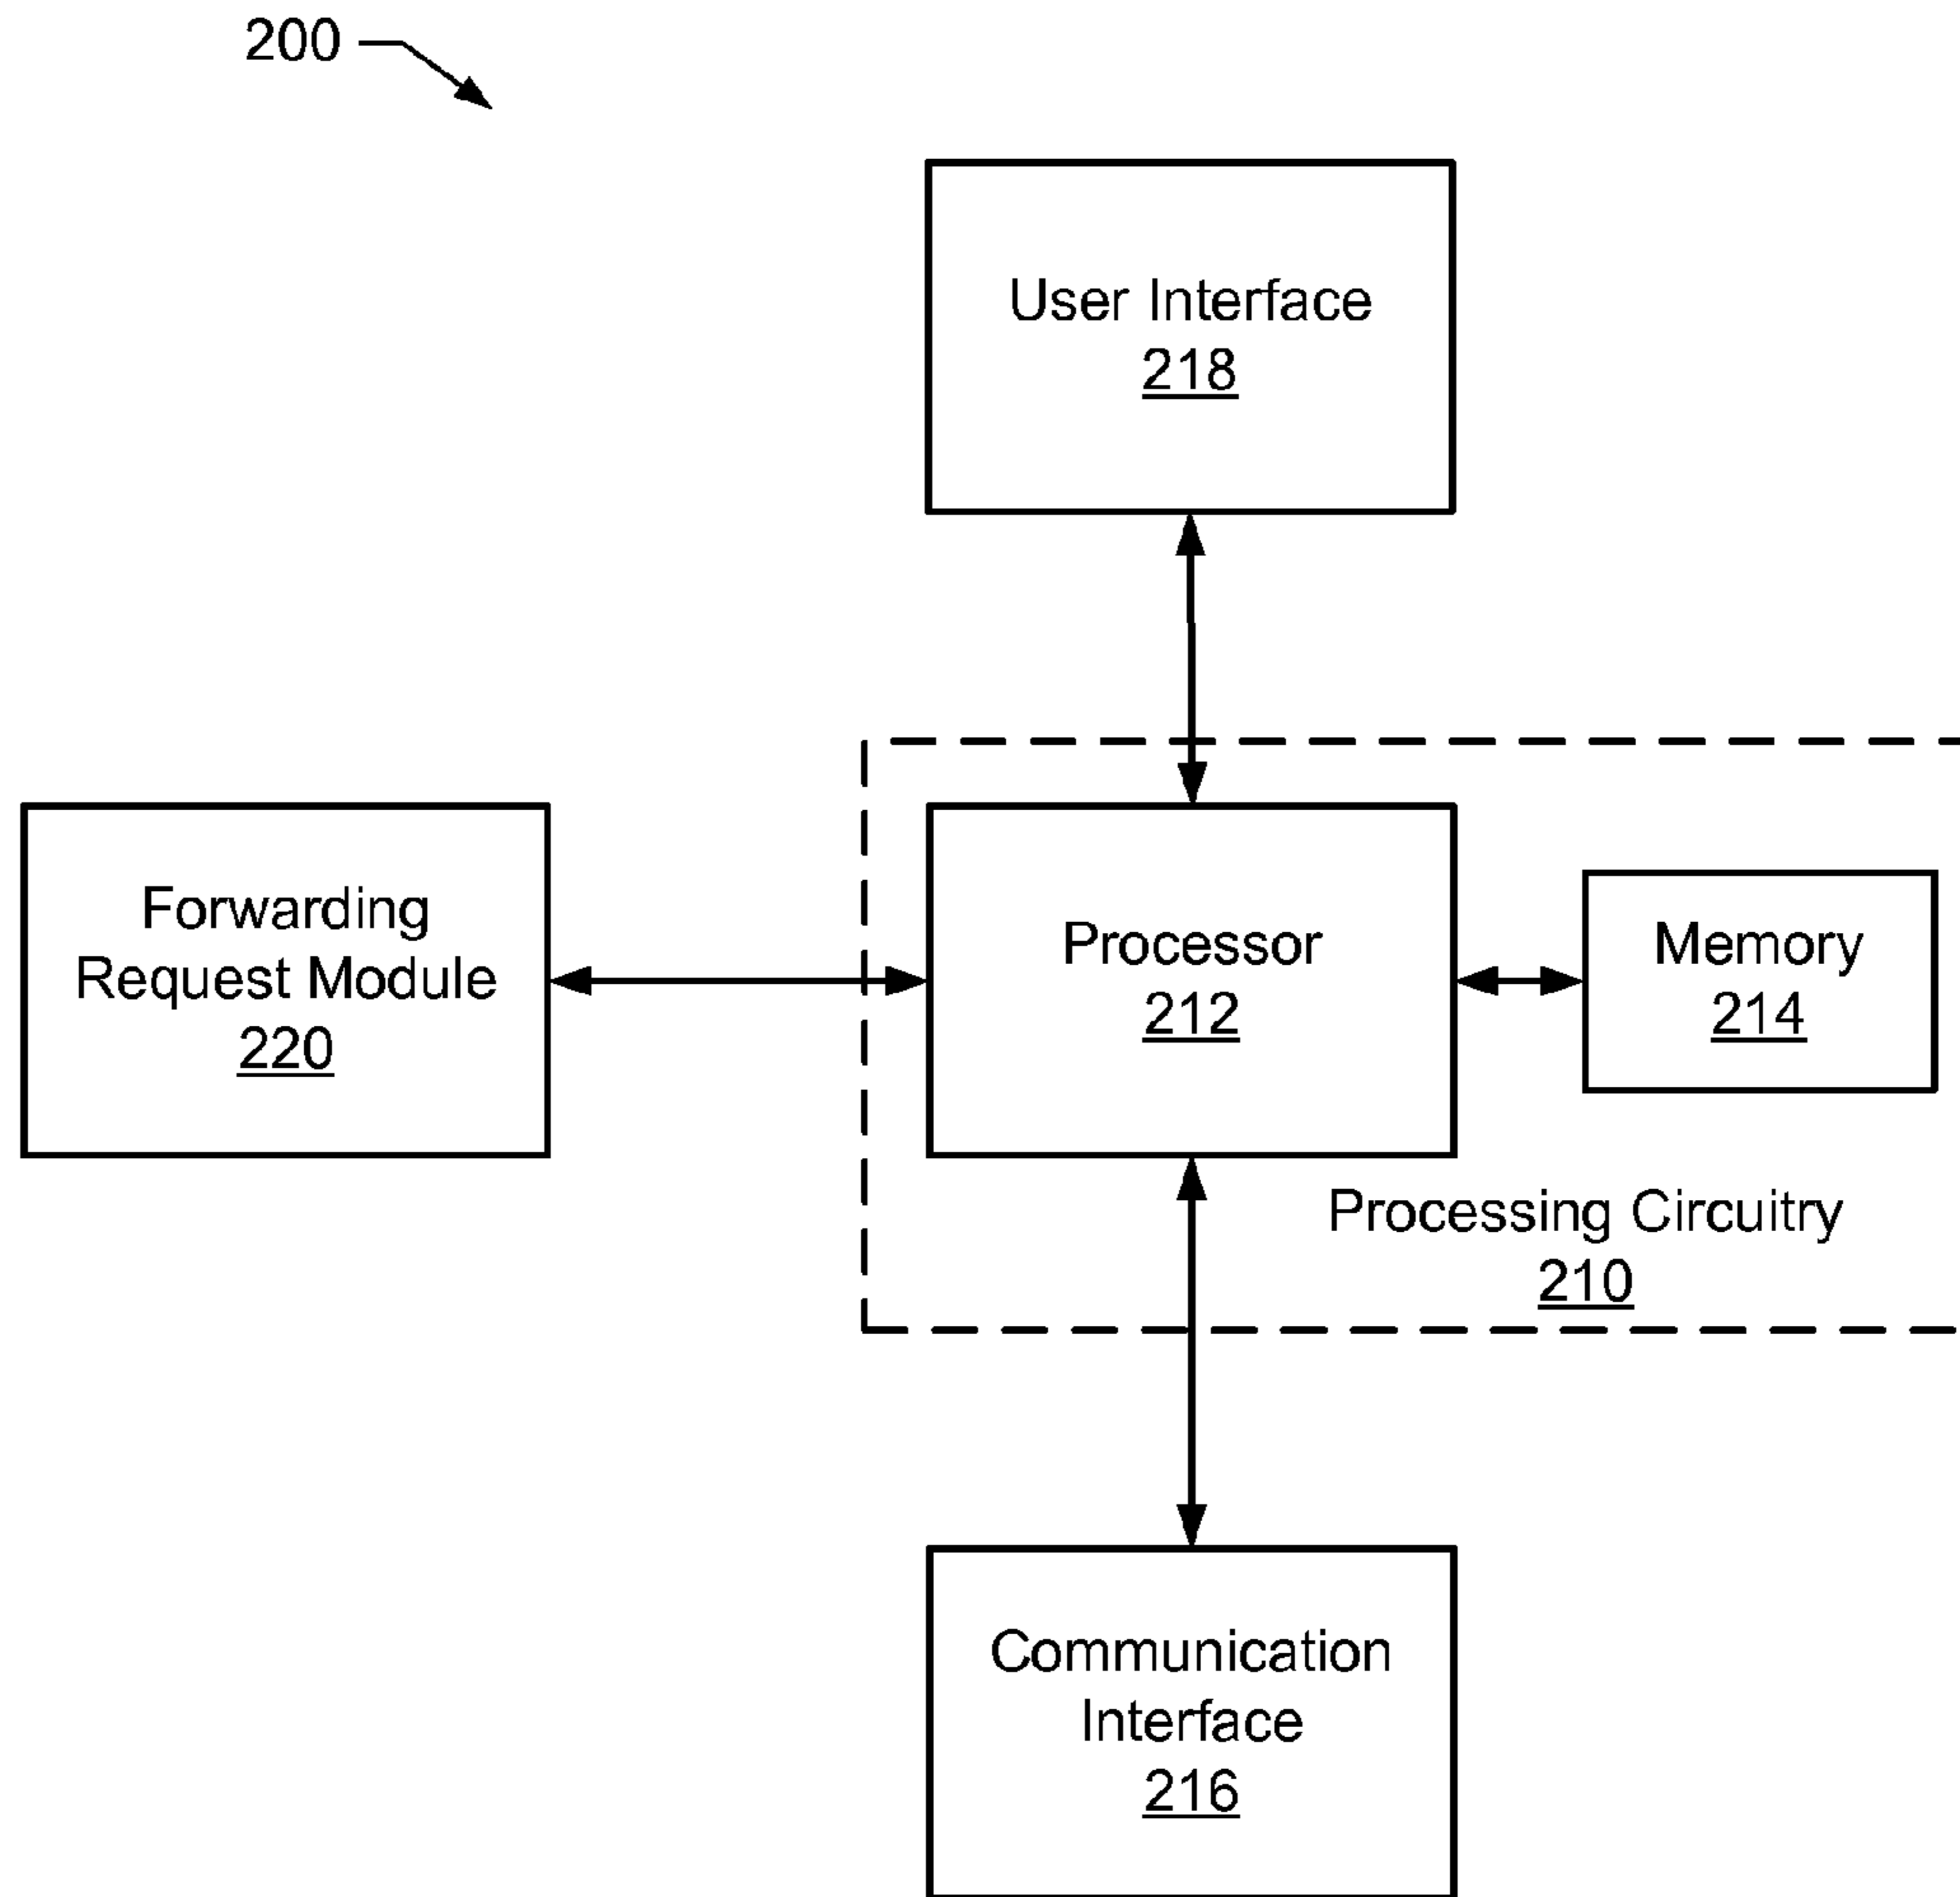 200
User Interface
218
Forwarding
Request Module
220
Processor
212
Memory
214
Processing Circuitry
210
Communication
Interface
216